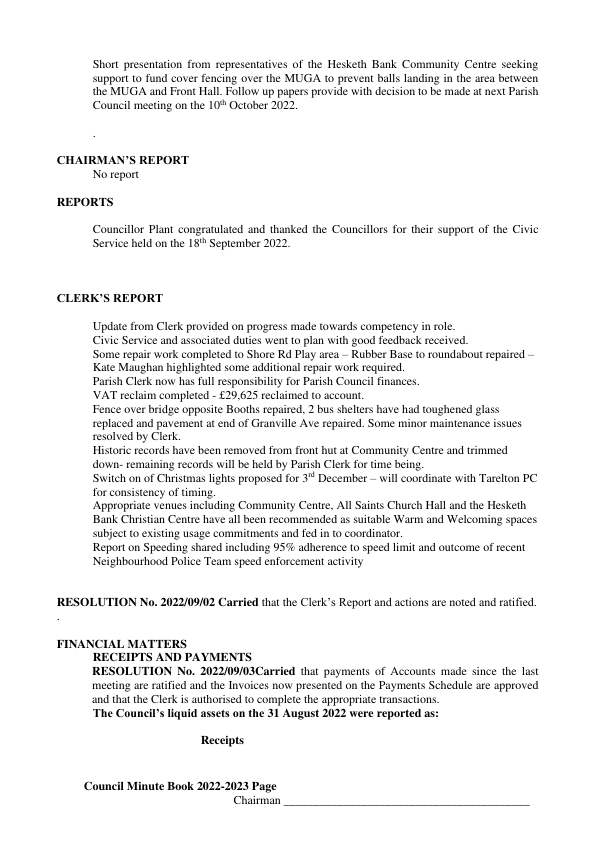 Short presentation from representatives of the Hesketh Bank Community Centre seeking
support to fund cover fencing over the MUGA to prevent balls landing in the area between
the MUGA and Front Hall. Follow up papers provide with decision to be made at next Parish
Council meeting on the 10th October 2022.
.
CHAIRMAN'S REPORT
No report
REPORTS
Councillor Plant congratulated and thanked the Councillors for their support of the Civic
Service held on the 18th September 2022.
CLERK'S REPORT
Update from Clerk provided on progress made towards competency in role.
Civic Service and associated duties went to plan with good feedback received.
Some repair work completed to Shore Rd Play area – Rubber Base to roundabout repaired –
Kate Maughan highlighted some additional repair work required.
Parish Clerk now has full responsibility for Parish Council finances.
VAT reclaim completed - £29,625 reclaimed to account.
Fence over bridge opposite Booths repaired, 2 bus shelters have had toughened glass
replaced and pavement at end of Granville Ave repaired. Some minor maintenance issues
resolved by Clerk.
Historic records have been removed from front hut at Community Centre and trimmed
down- remaining records will be held by Parish Clerk for time being.
Switch on of Christmas lights proposed for 3rd December – will coordinate with Tarelton PC
for consistency of timing.
Appropriate venues including Community Centre, All Saints Church Hall and the Hesketh
Bank Christian Centre have all been recommended as suitable Warm and Welcoming spaces
subject to existing usage commitments and fed in to coordinator.
Report on Speeding shared including 95% adherence to speed limit and outcome of recent
Neighbourhood Police Team speed enforcement activity
RESOLUTION No. 2022/09/02 Carried that the Clerk's Report and actions are noted and ratified.
.
FINANCIAL MATTERS
RECEIPTS AND PAYMENTS
RESOLUTION No. 2022/09/03Carried that payments of Accounts made since the last
meeting are ratified and the Invoices now presented on the Payments Schedule are approved
and that the Clerk is authorised to complete the appropriate transactions.
The Council's liquid assets on the 31 August 2022 were reported as:
Receipts
Council Minute Book 2022-2023 Page
Chairman __________________________________________